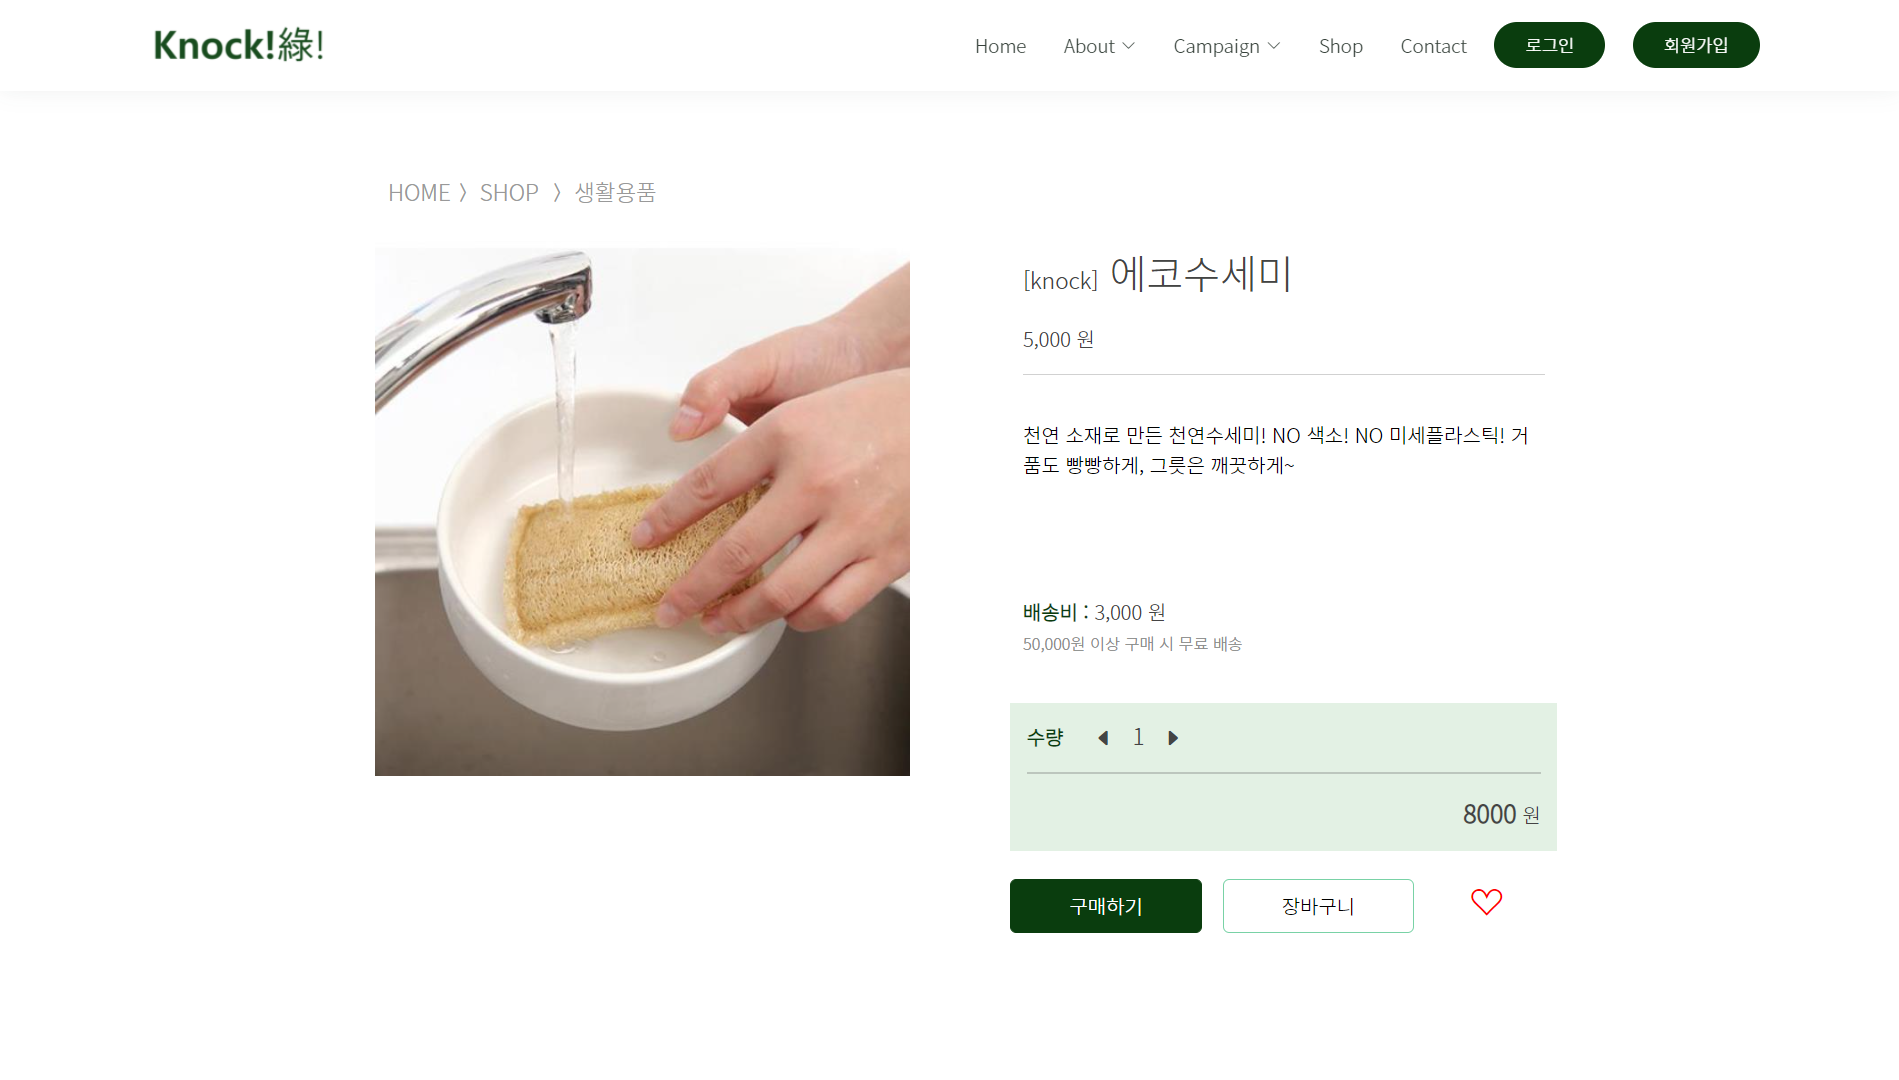 Knock!綠!
Home About Campaign Shop Contact 로그인 회원가입
HOME 〉 SHOP 〉 생활용품
[knock] 에코수세미
5,000 원
천연 소재로 만든 천연수세미! NO 색소! NO 미세플라스틱! 거
품도 빵빵하게, 그릇은 깨끗하게~
배송비 : 3,000 원
50,000원 이상 구매 시 무료 배송
수량 1
8000 원
구매하기 장바구니